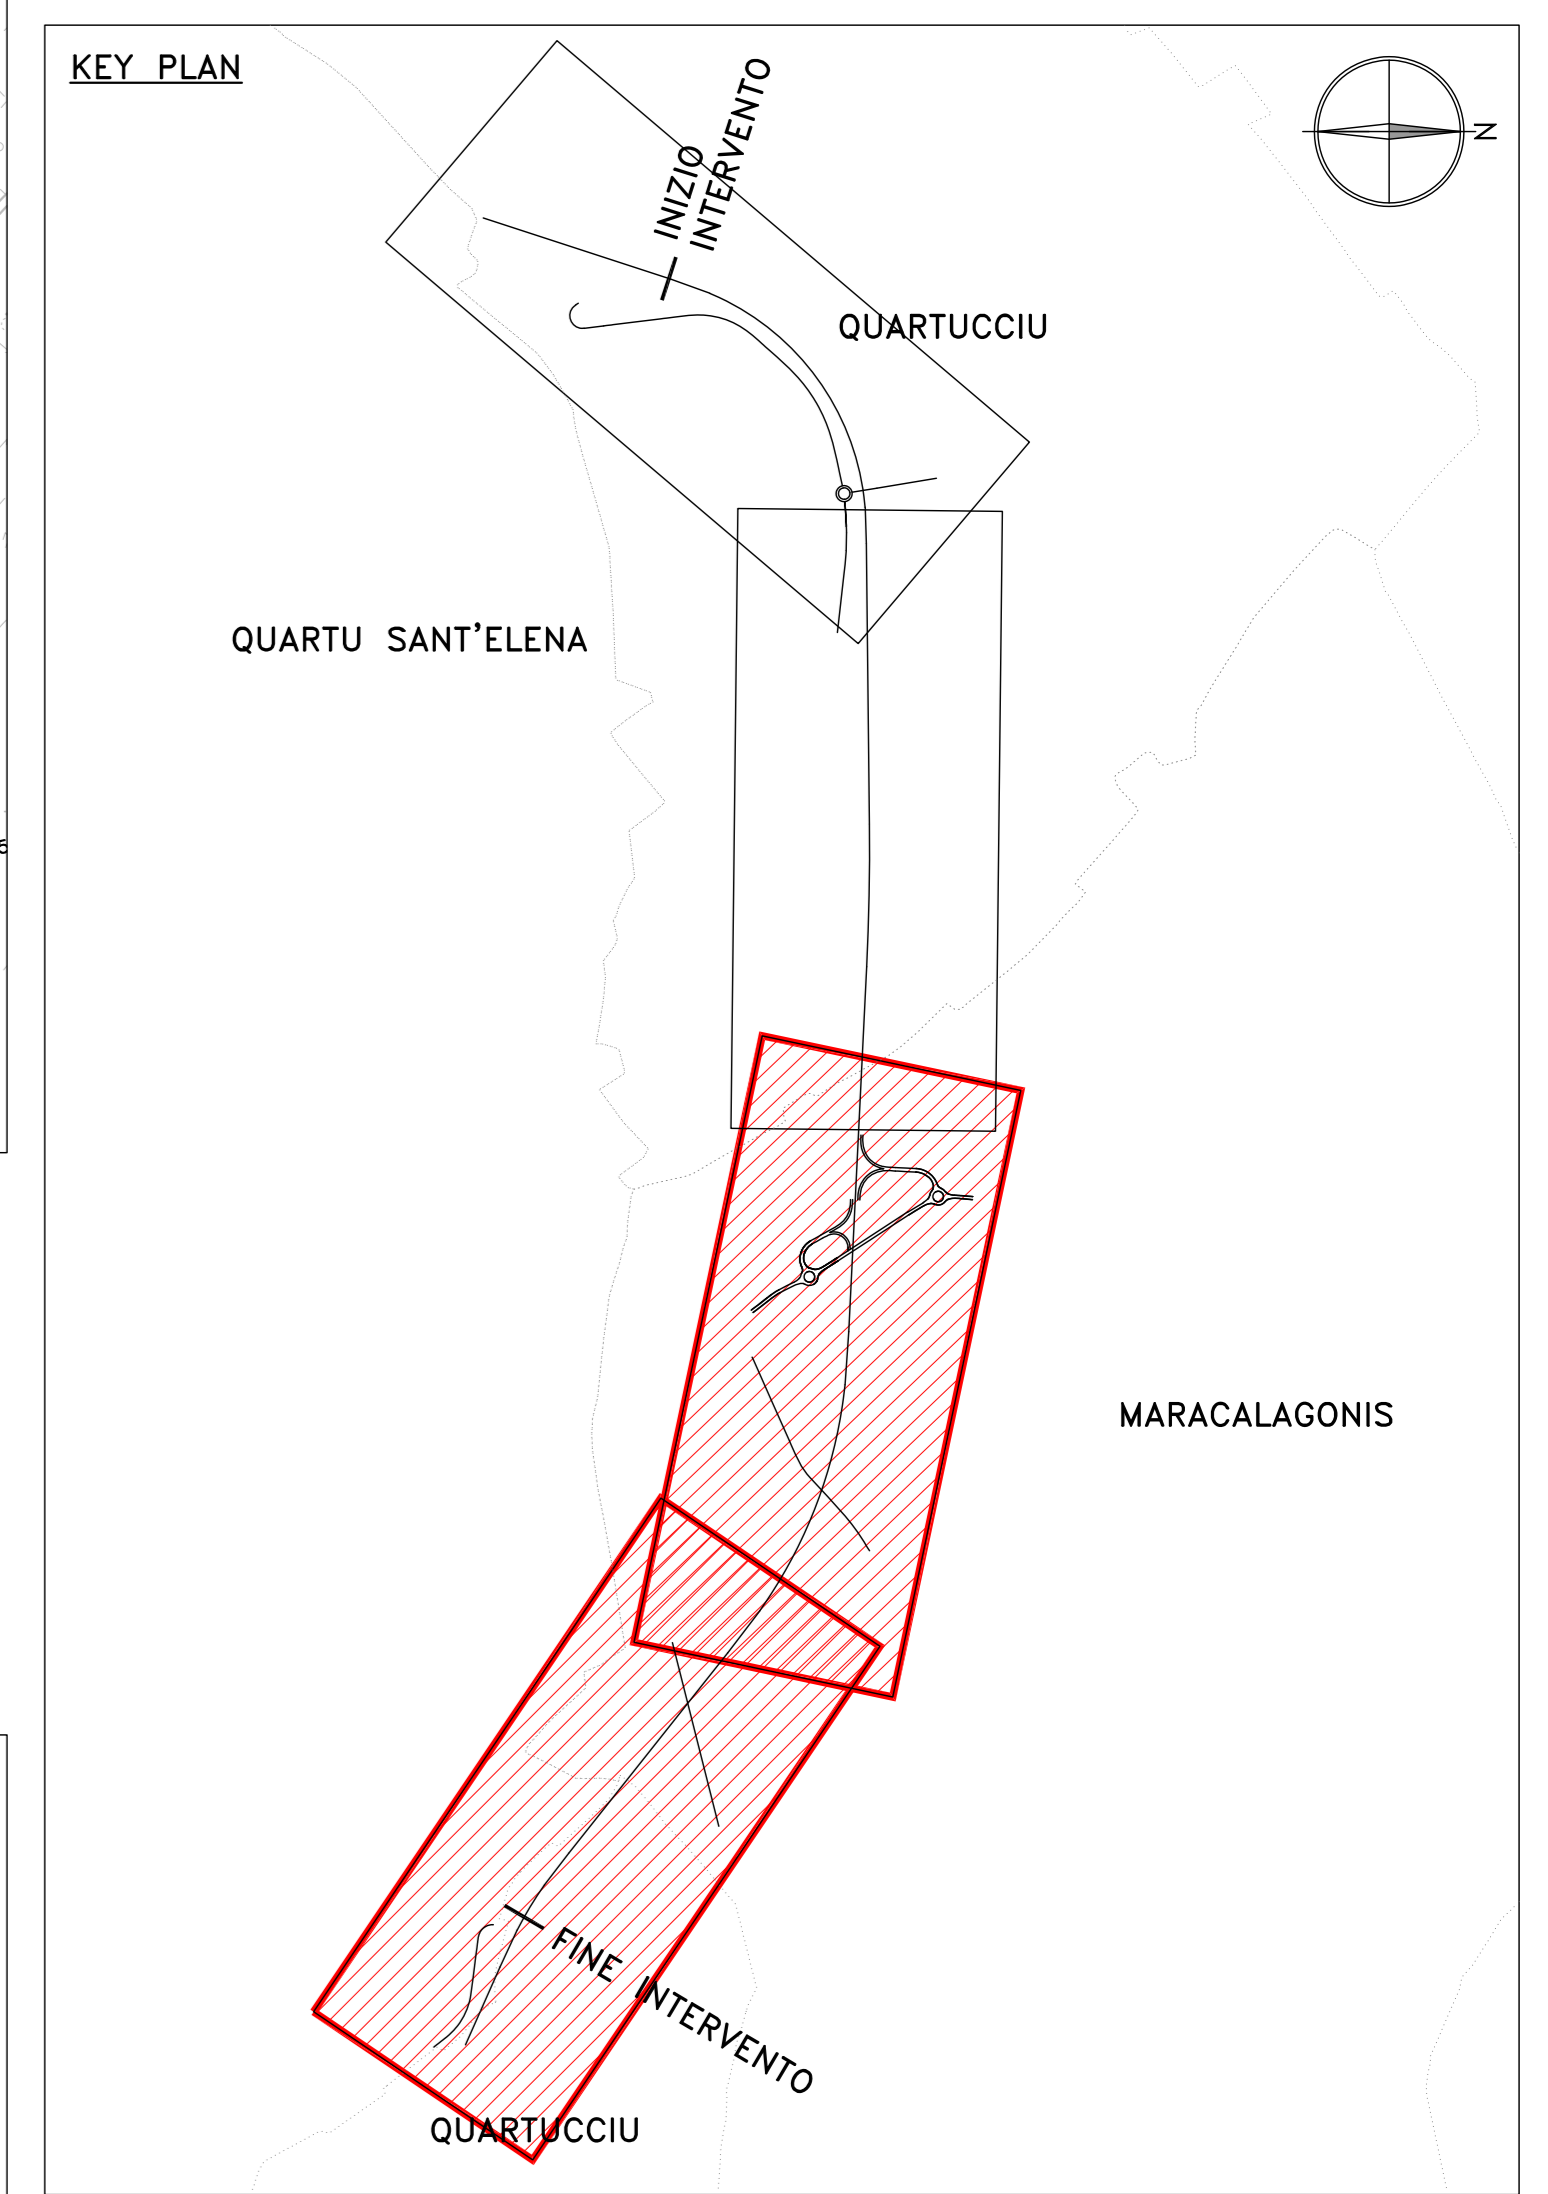 KEY PLAN
N
INIZIO
INTERVENTO
QUARTUCCIU
QUARTU SANT'ELENA
MARACALAGONIS
FINE INTERVENTO
QUARTUCCIU